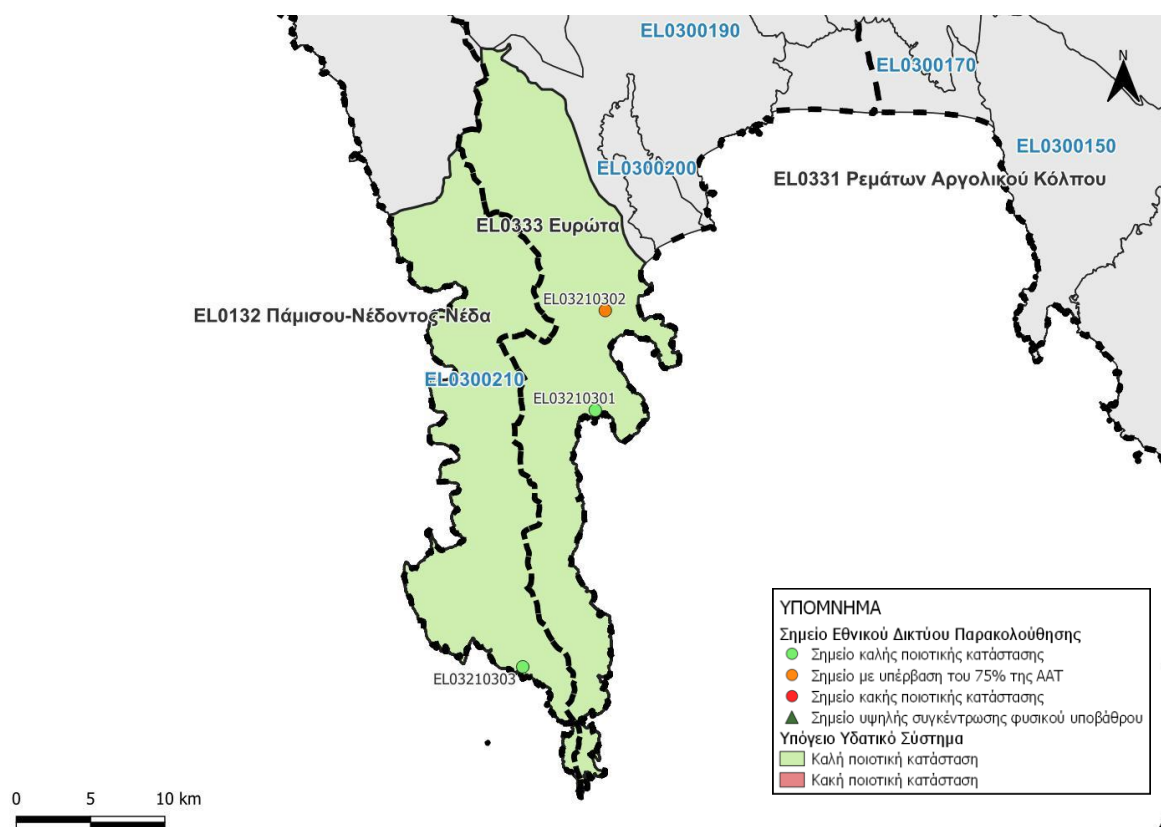 EL0300190
EL0300170
N
EL0300150
EL0300200
EL0331 Ρεμάτων Αργολικού Κόλπου
EL0333 Ευρώτα
EL03210302
EL0132 Πάμισου-Νέδοντος-Νέδα
EL0300210
EL03210301
EL03210303
ΥΠΟΜΝΗΜΑ
Σημείο Εθνικού Δικτύου Παρακολούθησης
Σημείο καλής ποιοτικής κατάστασης
Σημείο με υπέρβαση του 75% της ΑΑΤ
Σημείο κακής ποιοτικής κατάστασης
Σημείο υψηλής συγκέντρωσης φυσικού υποβάθρου
Υπόγειο Υδατικό Σύστημα
Καλή ποιοτική κατάσταση
Κακή ποιοτική κατάσταση
0 5 10 km